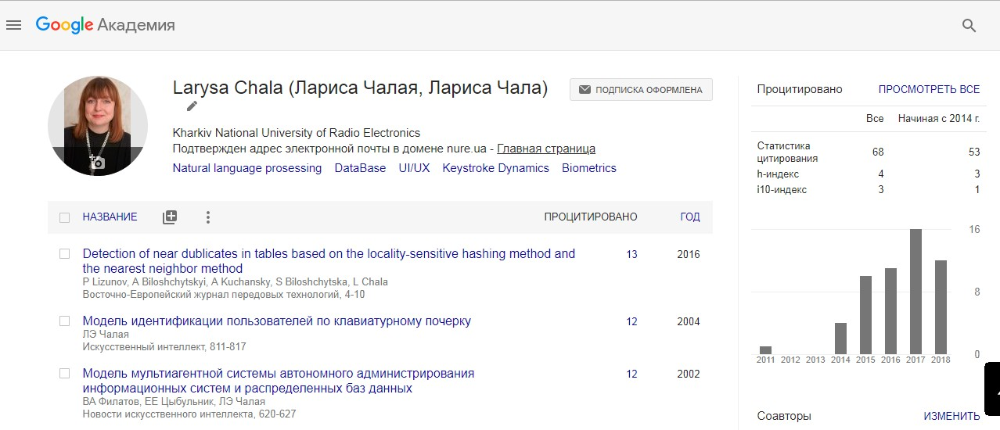 Google Академия
Larysa Chala (Лариса Чалая, Лариса Чала)
ПОДПИСКА ОФОРМЛЕНА
Kharkiv National University of Radio Electronics
Подтвержден адрес электронной почты в домене nure.ua - Главная страница
Natural language prosessing DataBase UI/UX Keystroke Dynamics Biometrics
НАЗВАНИЕ ПРОЦИТИРОВАНО ГОД
Detection of near dublicates in tables based on the locality-sensitive hashing method and 13 2016
the nearest neighbor method
P Lizunov, A Biloshchytskyi, A Kuchansky, S Biloshchytska, L Chala
Восточно-Европейский журнал передовых технологий, 4-10
Модель идентификации пользователей по клавиатурному почерку 12 2004
ЛЭ Чалая
Искусственный интеллект, 811-817
Модель мультиагентной системы автономного администрирования 12 2002
информационных систем и распределенных баз данных
ВА Филатов, ЕЕ Цыбульник, ЛЭ Чалая
Новости искусственного интеллекта, 620-627
Процитировано ПРОСМОТРЕТЬ ВСЕ
Все Начиная с 2014 г.
Статистика
цитирования 68 53
h-индекс 4 3
i10-индекс 3 1
16
8
0
2011 2012 2013 2014 2015 2016 2017 2018
Соавторы ИЗМЕНИТЬ